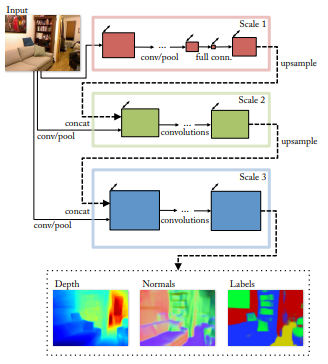 Input
Scale 1
... 
conv/pool
full conn.
upsample
Scale 2
concat
...
convolutions
conv/pool
upsample
Scale 3
concat
...
convolutions
conv/pool
Depth
Normals
Labels